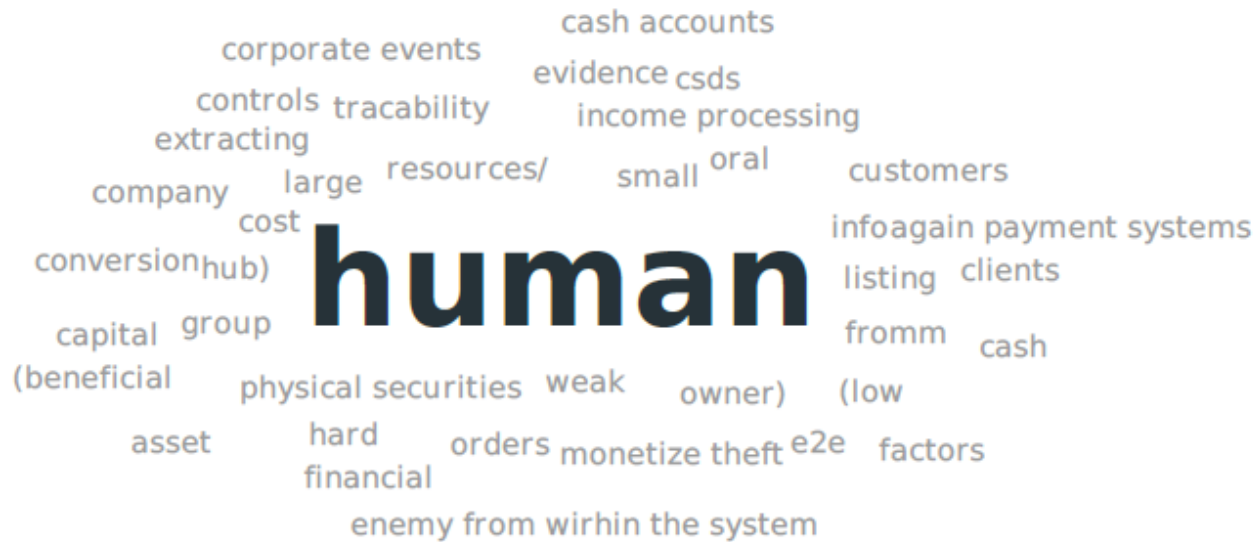 cash accounts
corporate events
evidence csds
controls tracability
income processing
extracting
resources/ small oral
customers
company large
cost
infoagain payment systems
human
conversion hub)
listing clients
capital group
fromm cash
(beneficial
physical securities weak owner) (low
asset hard orders monetize theft e2e factors
financial
enemy from wirhin the system